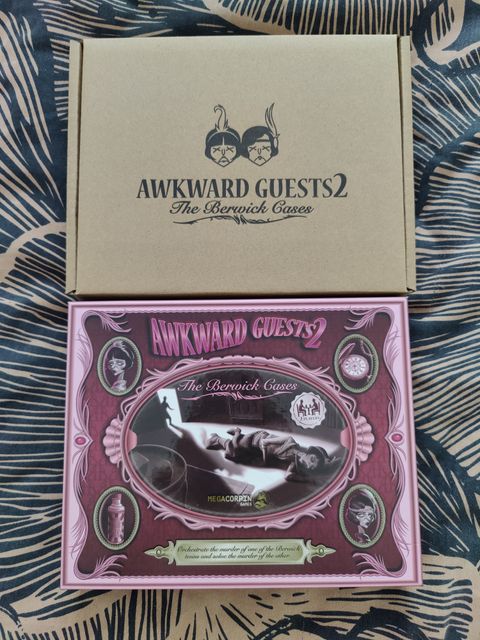 AWKWARD GUESTS2
The Berwick Cases
AWKWARD GUESTS2
The Berwick Cases
MEGACORPIN
GAMES
Orchestrate the murder of one of the Berwick
twins and solve the murder of the other.